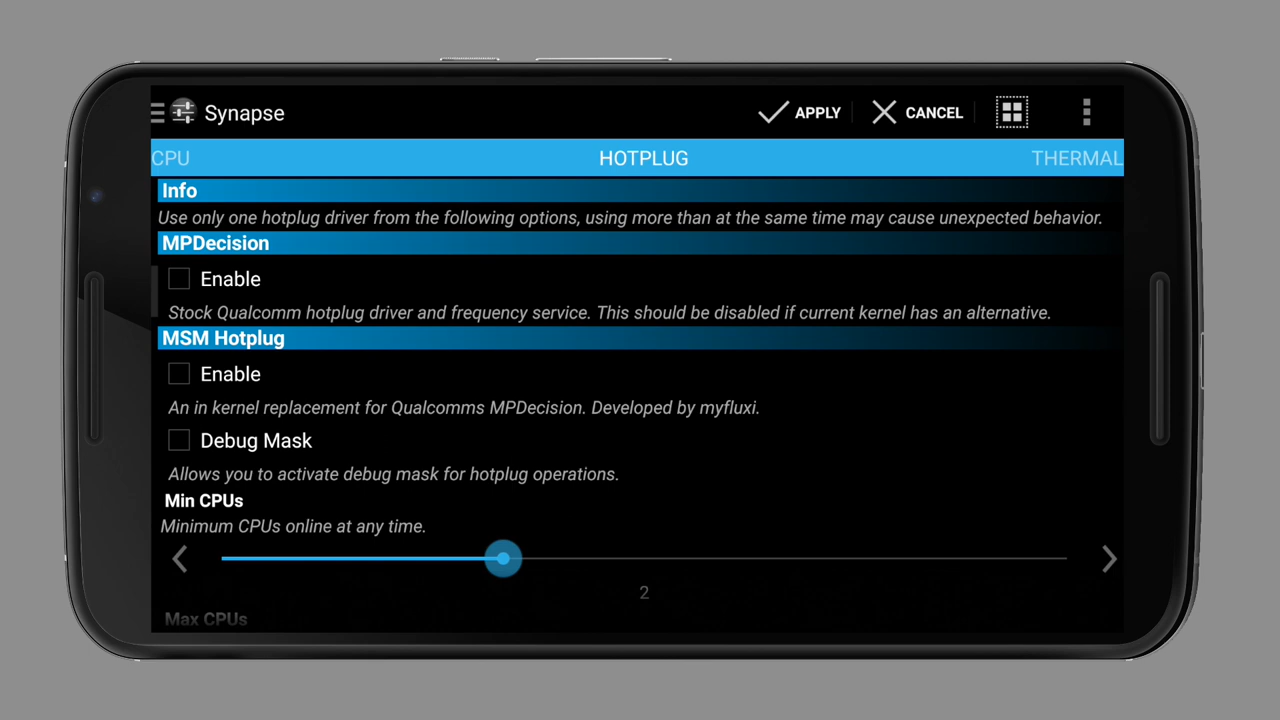 Synapse
APPLY
CANCEL
CPU
HOTPLUG
THERMAL
Info
Use only one hotplug driver from the following options, using more than at the same time may cause unexpected behavior.
MPDecision
Enable
Stock Qualcomm hotplug driver and frequency service. This should be disabled if current kernel has an alternative.
MSM Hotplug
Enable
An in kernel replacement for Qualcomms MPDecision. Developed by myfluxi.
Debug Mask
Allows you to activate debug mask for hotplug operations.
Min CPUs
Minimum CPUs online at any time.
2
Max CPUs